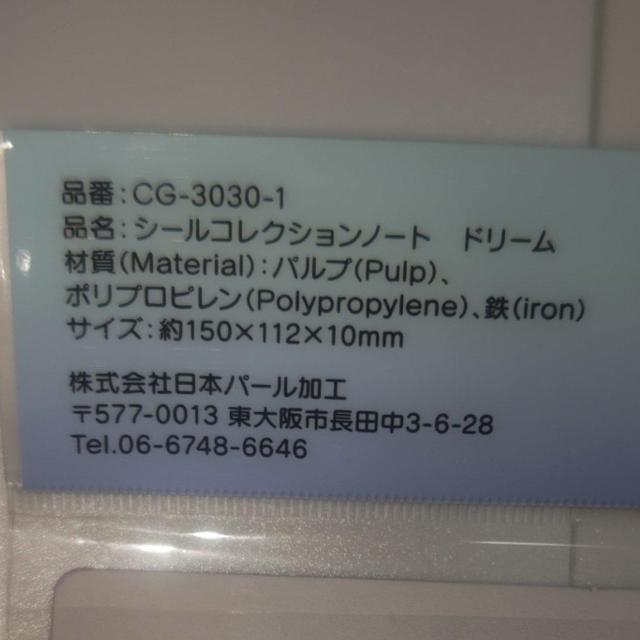 品番:CG-3030-1
品名:シールコレクションノート　ドリーム
材質(Material):パルプ(Pulp)、
ポリプロピレン(Polypropylene)、鉄(iron)
サイズ:約150×112×10mm
株式会社日本パール加工
〒577-0013 東大阪市長田中3-6-28
Tel.06-6748-6646